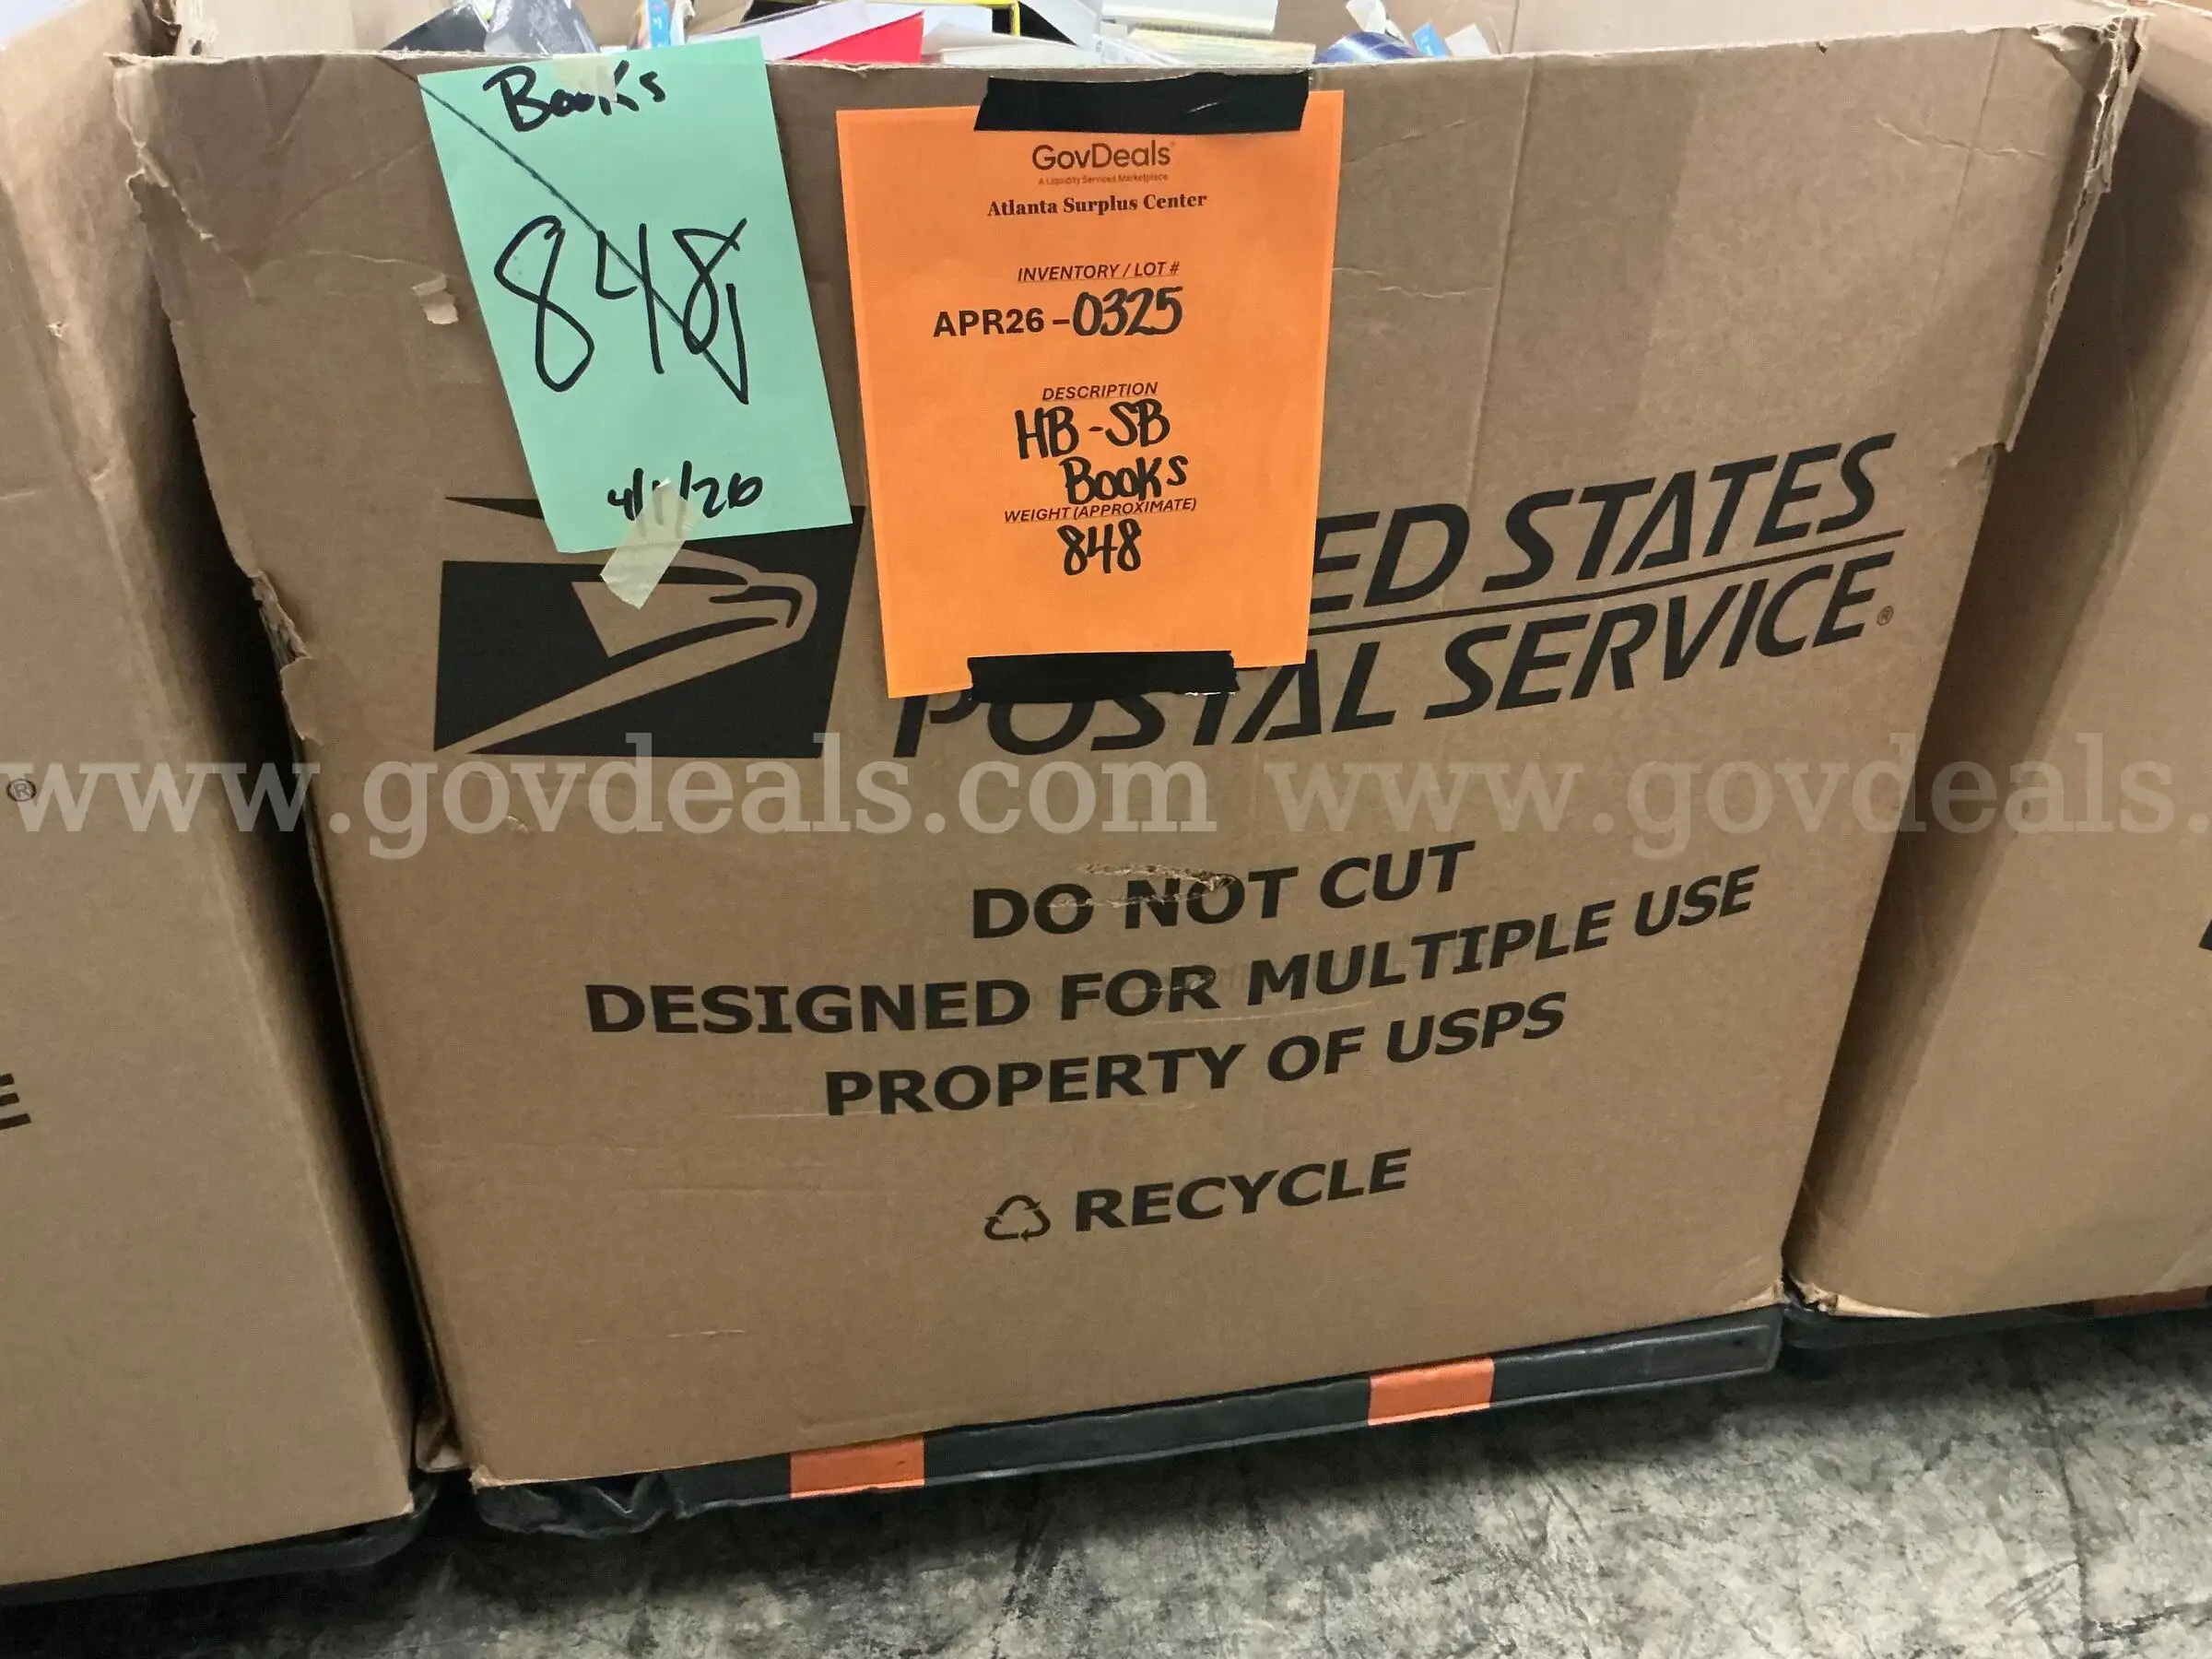 Books
848
4/1/26
GovDeals
A Liquidity Services Marketplace
Atlanta Surplus Center
INVENTORY / LOT #
APR26 - 0325
DESCRIPTION
HB - SB
Books
WEIGHT (APPROXIMATE)
848
ED STATES
POSTAL SERVICE®
www.govdeals.com www.govdeals.
®
DO NOT CUT
DESIGNED FOR MULTIPLE USE
PROPERTY OF USPS
RECYCLE
E